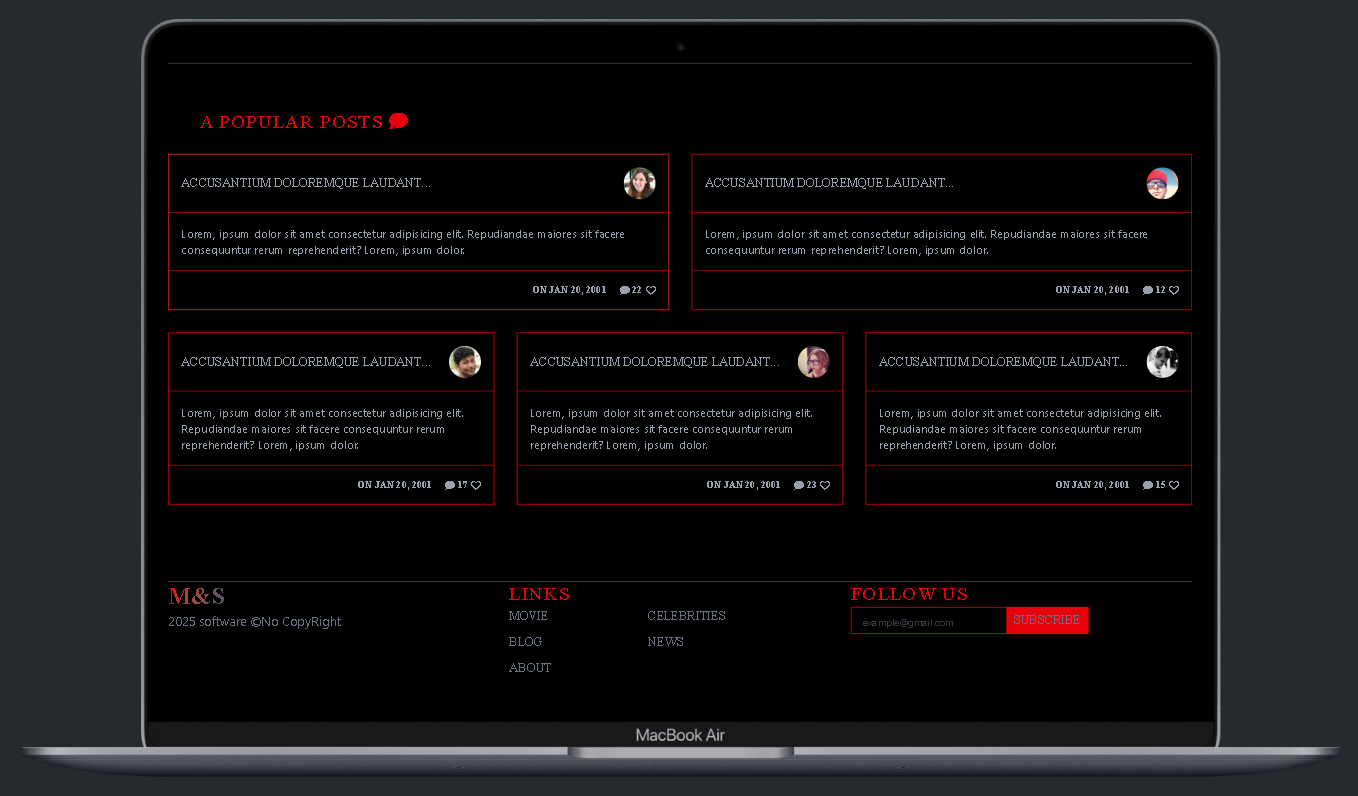 A POPULAR POSTS
ACCUSANTIUM DOLOREMQUE LAUDANT...
Lorem, ipsum dolor sit amet consectetur adipisicing elit. Repudiandae maiores sit facere
consequuntur rerum reprehenderit? Lorem, ipsum dolor.
ON JAN 20, 2001 22
ACCUSANTIUM DOLOREMQUE LAUDANT...
Lorem, ipsum dolor sit amet consectetur adipisicing elit. Repudiandae maiores sit facere
consequuntur rerum reprehenderit? Lorem, ipsum dolor.
ON JAN 20, 2001 12
ACCUSANTIUM DOLOREMQUE LAUDANT...
Lorem, ipsum dolor sit amet consectetur adipisicing elit.
Repudiandae maiores sit facere consequuntur rerum
reprehenderit? Lorem, ipsum dolor.
ON JAN 20, 2001 17
ACCUSANTIUM DOLOREMQUE LAUDANT...
Lorem, ipsum dolor sit amet consectetur adipisicing elit.
Repudiandae maiores sit facere consequuntur rerum
reprehenderit? Lorem, ipsum dolor.
ON JAN 20, 2001 23
ACCUSANTIUM DOLOREMQUE LAUDANT...
Lorem, ipsum dolor sit amet consectetur adipisicing elit.
Repudiandae maiores sit facere consequuntur rerum
reprehenderit? Lorem, ipsum dolor.
ON JAN 20, 2001 15
M&S
2025 software ©No CopyRight
LINKS
MOVIE CELEBRITIES
BLOG NEWS
ABOUT
FOLLOW US
example@gmail.com SUBSCRIBE
MacBook Air